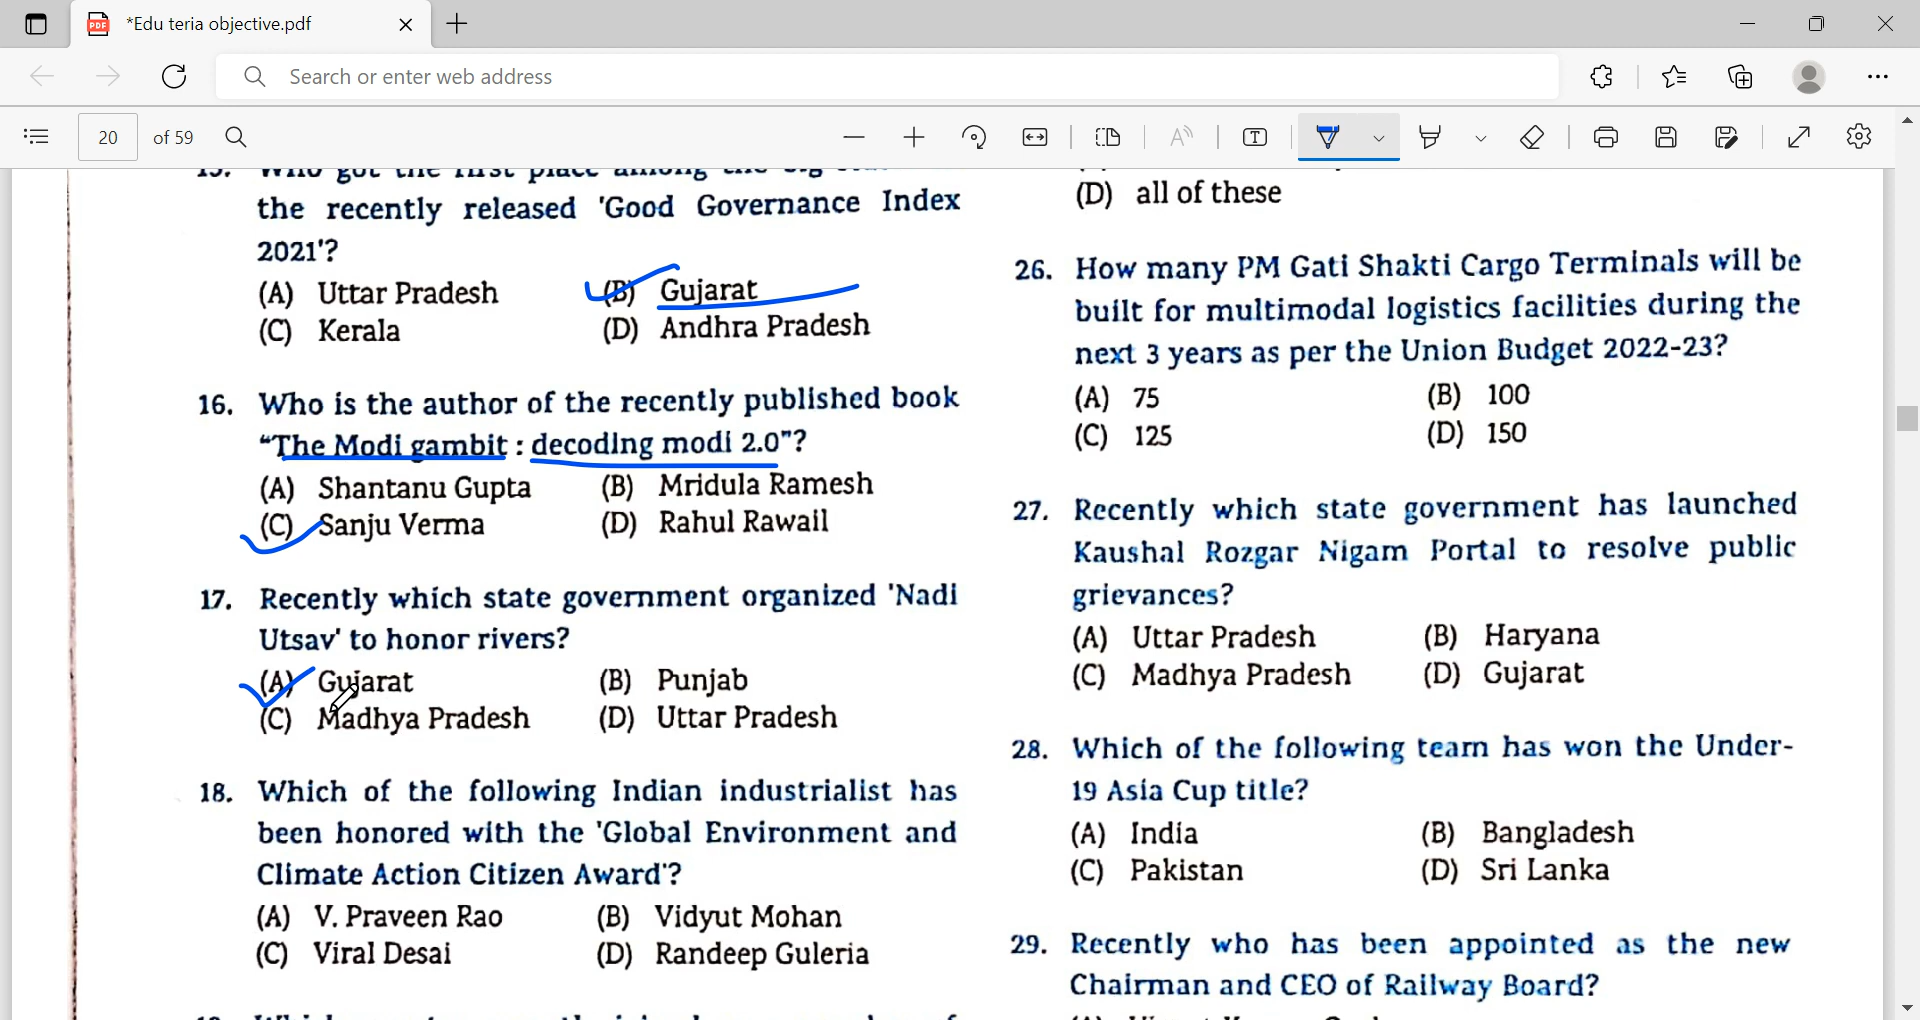 *Edu teria objective.pdf
Search or enter web address
20 of 59
the recently released 'Good Governance Index
2021'?
(A) Uttar Pradesh (B) Gujarat
(C) Kerala (D) Andhra Pradesh
16. Who is the author of the recently published book
"The Modi gambit : decoding modi 2.0"?
(A) Shantanu Gupta (B) Mridula Ramesh
(C) Sanju Verma (D) Rahul Rawail
17. Recently which state government organized 'Nadi
Utsav' to honor rivers?
(A) Gujarat (B) Punjab
(C) Madhya Pradesh (D) Uttar Pradesh
18. Which of the following Indian industrialist has
been honored with the 'Global Environment and
Climate Action Citizen Award'?
(A) V. Praveen Rao (B) Vidyut Mohan
(C) Viral Desai (D) Randeep Guleria
(D) all of these
26. How many PM Gati Shakti Cargo Terminals will be
built for multimodal logistics facilities during the
next 3 years as per the Union Budget 2022-23?
(A) 75 (B) 100
(C) 125 (D) 150
27. Recently which state government has launched
Kaushal Rozgar Nigam Portal to resolve public
grievances?
(A) Uttar Pradesh (B) Haryana
(C) Madhya Pradesh (D) Gujarat
28. Which of the following team has won the Under-
19 Asia Cup title?
(A) India (B) Bangladesh
(C) Pakistan (D) Sri Lanka
29. Recently who has been appointed as the new
Chairman and CEO of Railway Board?